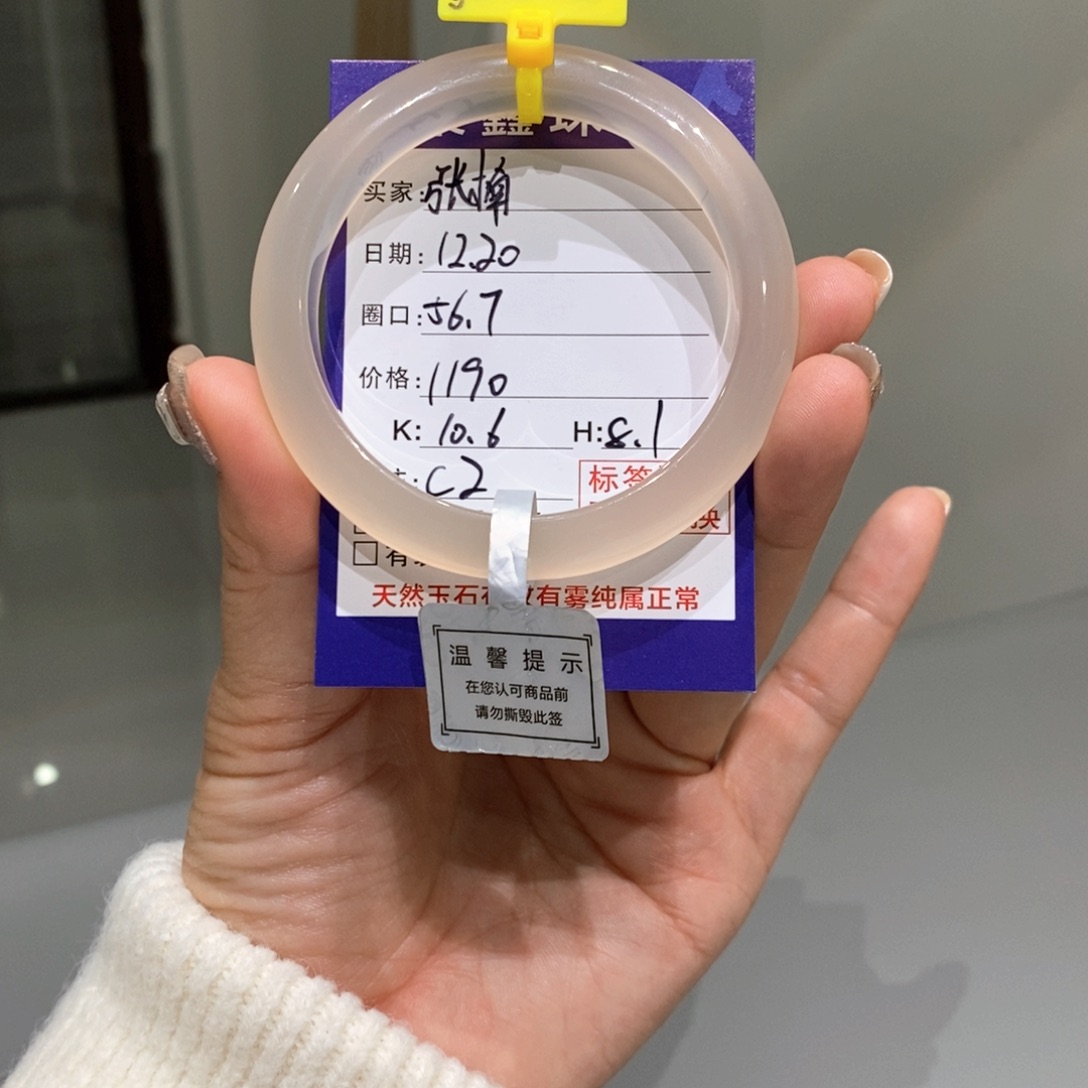 鑫
买家:张楠
日期:12.20
圈口:56.7
价格:1190
K:10.6 H:8.1
C2
标签
天然玉石 有雾纯属正常
温馨提示
在您认可商品前
请勿撕毁此签